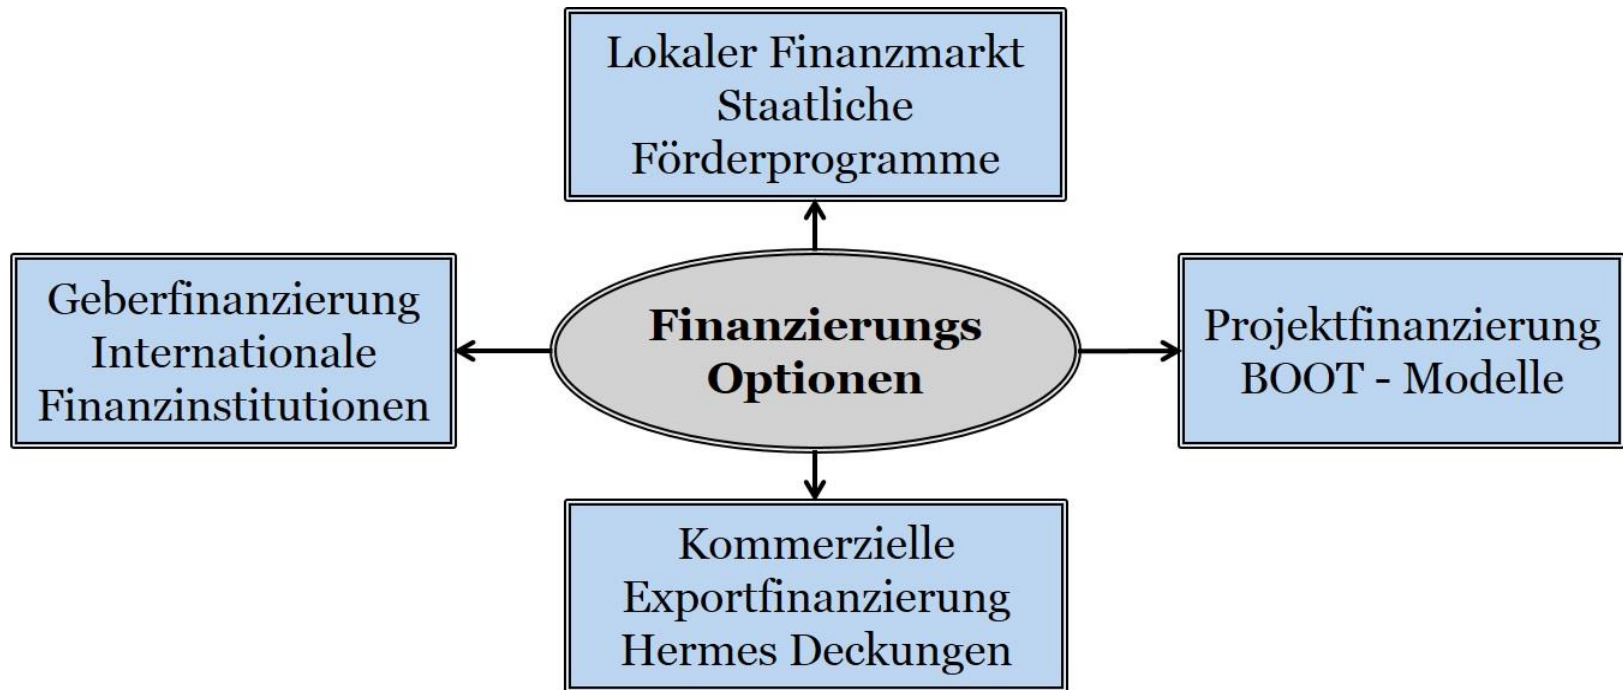 Lokaler Finanzmarkt
Staatliche
Förderprogramme
Geberfinanzierung
Internationale
Finanzinstitutionen
Finanzierungs
Optionen
Projektfinanzierung
BOOT - Modelle
Kommerzielle
Exportfinanzierung
Hermes Deckungen